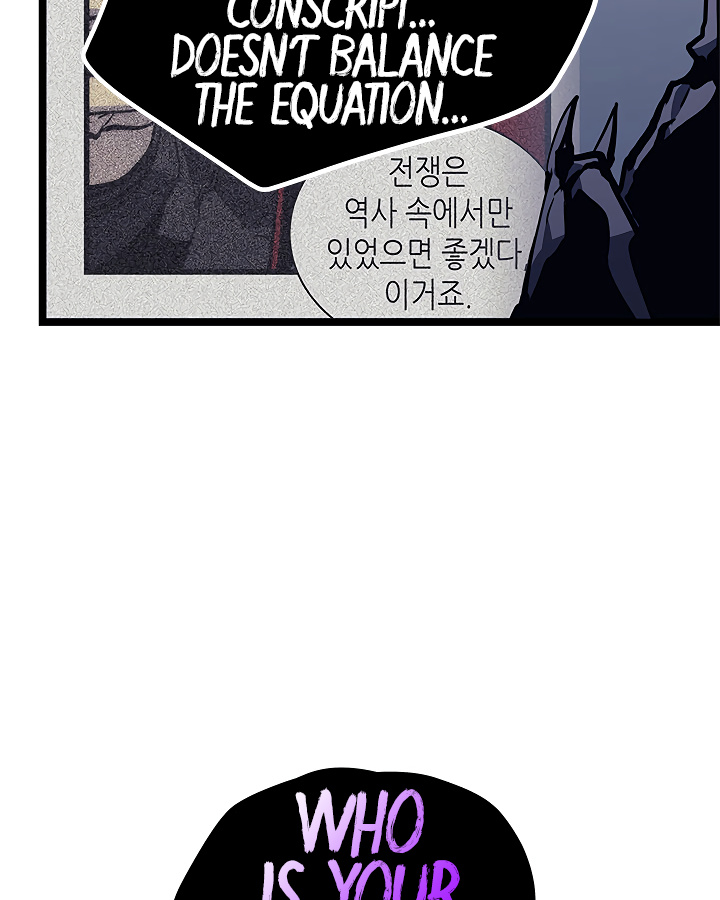 CONSCRIPT...
DOESN'T BALANCE
THE EQUATION...
전쟁은
역사 속에서만
있었으면 좋겠다,
이거죠.
WHO
IS YOUR